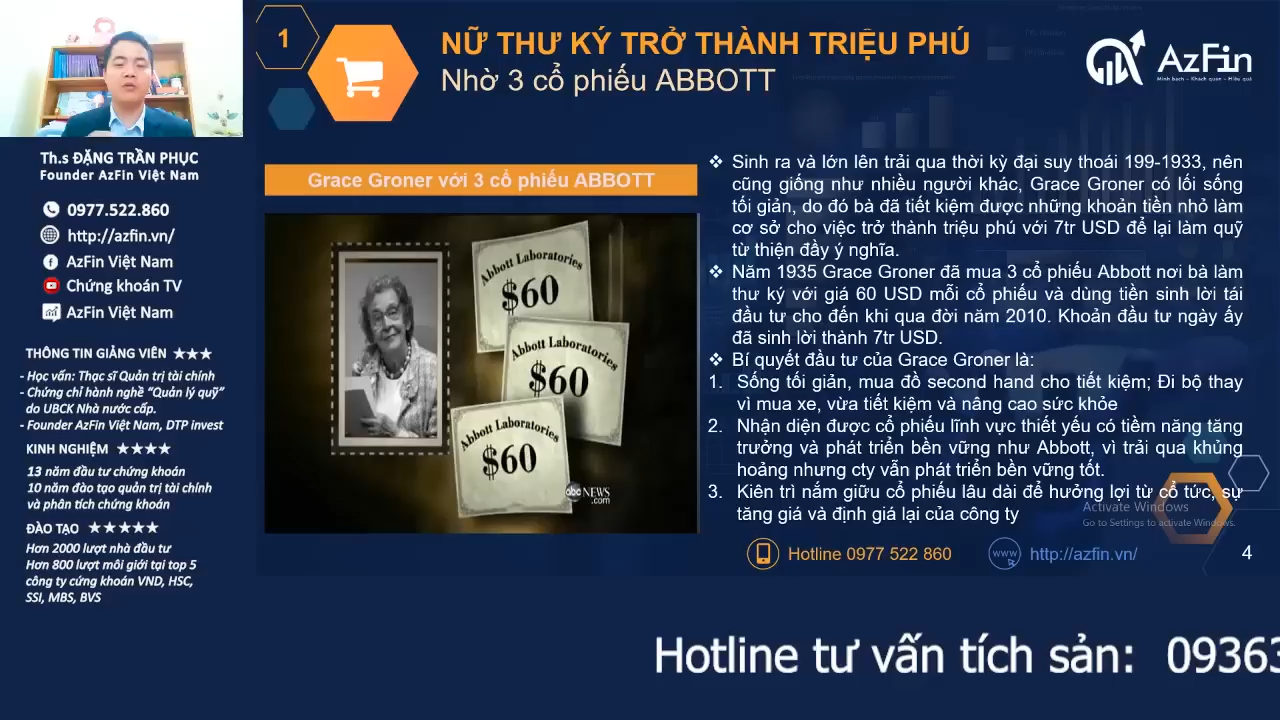 1
NỮ THƯ KÝ TRỞ THÀNH TRIỆU PHÚ
Nhờ 3 cổ phiếu ABBOTT
AzFin
Minh bạch - Khách quan - Hiệu quả
Th.s ĐẶNG TRẦN PHỤC
Founder AzFin Việt Nam
0977.522.860
http://azfin.vn/
AzFin Việt Nam
Chứng khoán TV
AzFin Việt Nam
THÔNG TIN GIẢNG VIÊN ★★★
- Học vấn: Thạc sĩ Quản trị tài chính
- Chứng chỉ hành nghề "Quản lý quỹ"
do UBCK Nhà nước cấp.
- Founder AzFin Việt Nam, DTP invest
KINH NGHIỆM ★★★★
13 năm đầu tư chứng khoán
10 năm đào tạo quản trị tài chính
và phân tích chứng khoán
ĐÀO TẠO ★★★★★
Hơn 2000 lượt nhà đầu tư
Hơn 800 lượt môi giới tại top 5
công ty cứng khoán VND, HSC,
SSI, MBS, BVS
Grace Groner với 3 cổ phiếu ABBOTT
Abbott Laboratories
$60
Abbott Laboratories
$60
Abbott Laboratories
$60
abc NEWS
.com
❖ Sinh ra và lớn lên trải qua thời kỳ đại suy thoái 199-1933, nên
cũng giống như nhiều người khác, Grace Groner có lối sống
tối giản, do đó bà đã tiết kiệm được những khoản tiền nhỏ làm
cơ sở cho việc trở thành triệu phú với 7tr USD để lại làm quỹ
từ thiện đầy ý nghĩa.
❖ Năm 1935 Grace Groner đã mua 3 cổ phiếu Abbott nơi bà làm
thư ký với giá 60 USD mỗi cổ phiếu và dùng tiền sinh lời tái
đầu tư cho đến khi qua đời năm 2010. Khoản đầu tư ngày ấy
đã sinh lời thành 7tr USD.
❖ Bí quyết đầu tư của Grace Groner là:
1. Sống tối giản, mua đồ second hand cho tiết kiệm; Đi bộ thay
vì mua xe, vừa tiết kiệm và nâng cao sức khỏe
2. Nhận diện được cổ phiếu lĩnh vực thiết yếu có tiềm năng tăng
trưởng và phát triển bền vững như Abbott, vì trải qua khủng
hoảng nhưng cty vẫn phát triển bền vững tốt.
3. Kiên trì nắm giữu cổ phiếu lâu dài để hưởng lợi từ cổ tức, sự
tăng giá và định giá lại của công ty
Activate Windows
Go to Settings to activate Windows.
Hotline 0977 522 860
www
http://azfin.vn/
4
Hotline tư vấn tích sản: 09363